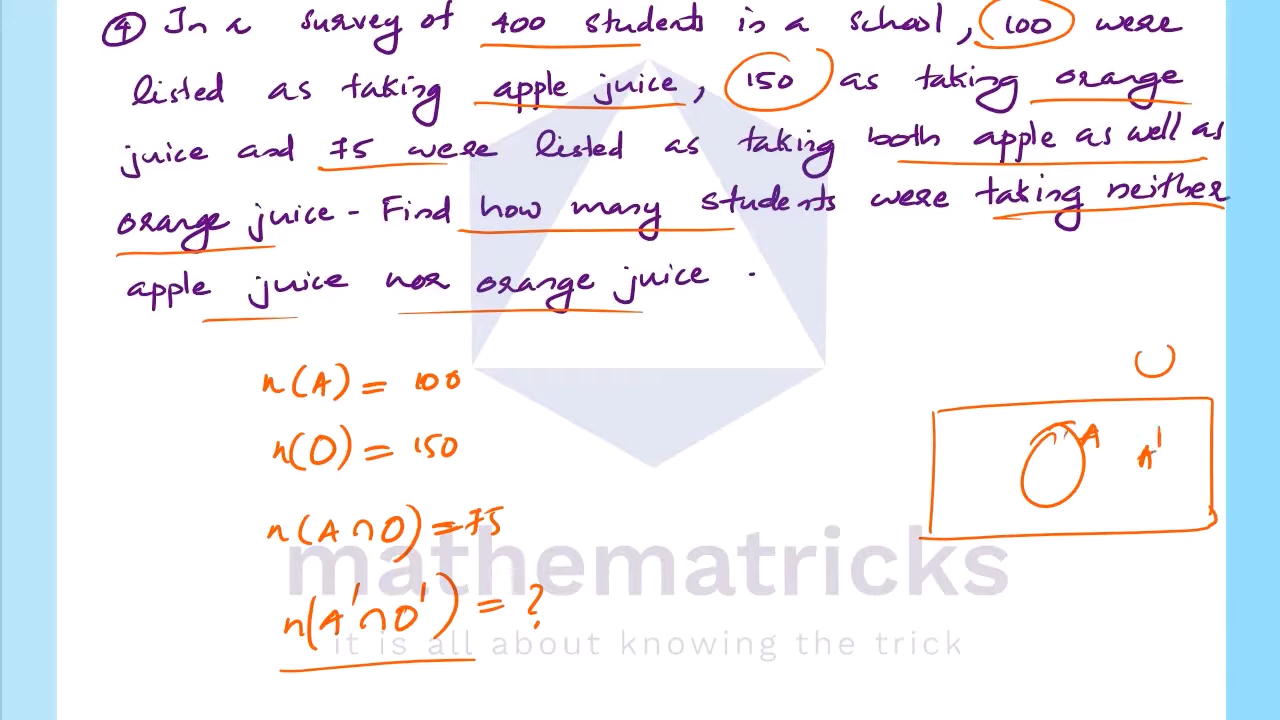 ④ In a survey of 400 students in a school, 100 were
listed as taking apple juice, 150 as taking orange
juice and 75 were listed as taking both apple as well as
orange juice. Find how many students were taking neither
apple juice nor orange juice.
n(A) = 100
n(O) = 150
n(A∩O) = 75
n(A'∩O') = ?
U
A A'
mathematricks
it is all about knowing the trick